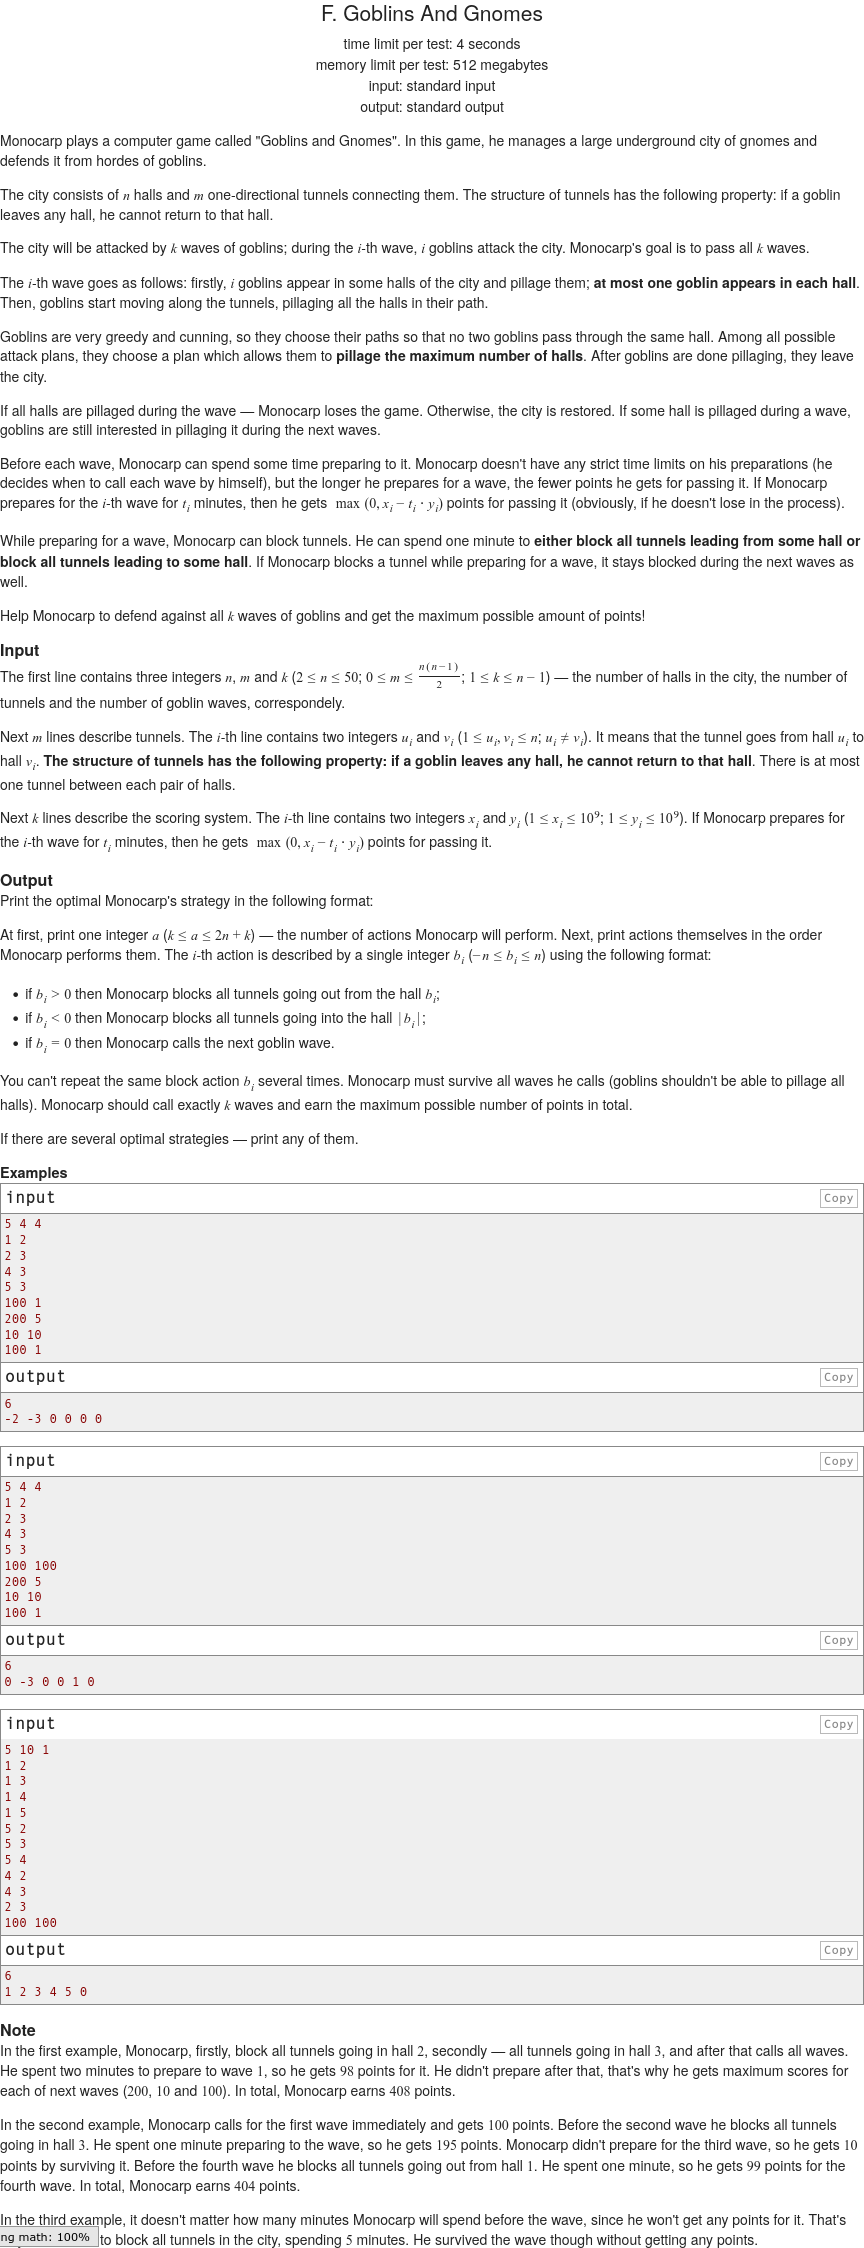 F. Goblins And Gnomes
time limit per test: 4 seconds
memory limit per test: 512 megabytes
input: standard input
output: standard output
Monocarp plays a computer game called "Goblins and Gnomes". In this game, he manages a large underground city of gnomes and
defends it from hordes of goblins.
The city consists of n halls and m one-directional tunnels connecting them. The structure of tunnels has the following property: if a goblin
leaves any hall, he cannot return to that hall.
The city will be attacked by k waves of goblins; during the i-th wave, i goblins attack the city. Monocarp's goal is to pass all k waves.
The i-th wave goes as follows: firstly, i goblins appear in some halls of the city and pillage them; at most one goblin appears in each hall.
Then, goblins start moving along the tunnels, pillaging all the halls in their path.
Goblins are very greedy and cunning, so they choose their paths so that no two goblins pass through the same hall. Among all possible
attack plans, they choose a plan which allows them to pillage the maximum number of halls. After goblins are done pillaging, they leave
the city.
If all halls are pillaged during the wave — Monocarp loses the game. Otherwise, the city is restored. If some hall is pillaged during a wave,
goblins are still interested in pillaging it during the next waves.
Before each wave, Monocarp can spend some time preparing to it. Monocarp doesn't have any strict time limits on his preparations (he
decides when to call each wave by himself), but the longer he prepares for a wave, the fewer points he gets for passing it. If Monocarp
prepares for the i-th wave for t_i minutes, then he gets max (0, x_i − t_i · y_i) points for passing it (obviously, if he doesn't lose in the process).
While preparing for a wave, Monocarp can block tunnels. He can spend one minute to either block all tunnels leading from some hall or
block all tunnels leading to some hall. If Monocarp blocks a tunnel while preparing for a wave, it stays blocked during the next waves as
well.
Help Monocarp to defend against all k waves of goblins and get the maximum possible amount of points!
Input
The first line contains three integers n, m and k (2 ≤ n ≤ 50; 0 ≤ m ≤ n(n−1)/2; 1 ≤ k ≤ n − 1) — the number of halls in the city, the number of
tunnels and the number of goblin waves, correspondely.
Next m lines describe tunnels. The i-th line contains two integers u_i and v_i (1 ≤ u_i, v_i ≤ n; u_i ≠ v_i). It means that the tunnel goes from hall u_i to
hall v_i. The structure of tunnels has the following property: if a goblin leaves any hall, he cannot return to that hall. There is at most
one tunnel between each pair of halls.
Next k lines describe the scoring system. The i-th line contains two integers x_i and y_i (1 ≤ x_i ≤ 10^9; 1 ≤ y_i ≤ 10^9). If Monocarp prepares for
the i-th wave for t_i minutes, then he gets max (0, x_i − t_i · y_i) points for passing it.
Output
Print the optimal Monocarp's strategy in the following format:
At first, print one integer a (k ≤ a ≤ 2n + k) — the number of actions Monocarp will perform. Next, print actions themselves in the order
Monocarp performs them. The i-th action is described by a single integer b_i (−n ≤ b_i ≤ n) using the following format:
• if b_i > 0 then Monocarp blocks all tunnels going out from the hall b_i;
• if b_i < 0 then Monocarp blocks all tunnels going into the hall |b_i|;
• if b_i = 0 then Monocarp calls the next goblin wave.
You can't repeat the same block action b_i several times. Monocarp must survive all waves he calls (goblins shouldn't be able to pillage all
halls). Monocarp should call exactly k waves and earn the maximum possible number of points in total.
If there are several optimal strategies — print any of them.
Examples
input
Copy
5 4 4
1 2
2 3
4 3
5 3
100 1
200 5
10 10
100 1
output
Copy
6
-2 -3 0 0 0 0
input
Copy
5 4 4
1 2
2 3
4 3
5 3
100 100
200 5
10 10
100 1
output
Copy
6
0 -3 0 0 1 0
input
Copy
5 10 1
1 2
1 3
1 4
1 5
5 2
5 3
5 4
4 2
4 3
2 3
100 100
output
Copy
6
1 2 3 4 5 0
Note
In the first example, Monocarp, firstly, block all tunnels going in hall 2, secondly — all tunnels going in hall 3, and after that calls all waves.
He spent two minutes to prepare to wave 1, so he gets 98 points for it. He didn't prepare after that, that's why he gets maximum scores for
each of next waves (200, 10 and 100). In total, Monocarp earns 408 points.
In the second example, Monocarp calls for the first wave immediately and gets 100 points. Before the second wave he blocks all tunnels
going in hall 3. He spent one minute preparing to the wave, so he gets 195 points. Monocarp didn't prepare for the third wave, so he gets 10
points by surviving it. Before the fourth wave he blocks all tunnels going out from hall 1. He spent one minute, so he gets 99 points for the
fourth wave. In total, Monocarp earns 404 points.
In the third example, it doesn't matter how many minutes Monocarp will spend before the wave, since he won't get any points for it. That's
ng math: 100%
to block all tunnels in the city, spending 5 minutes. He survived the wave though without getting any points.